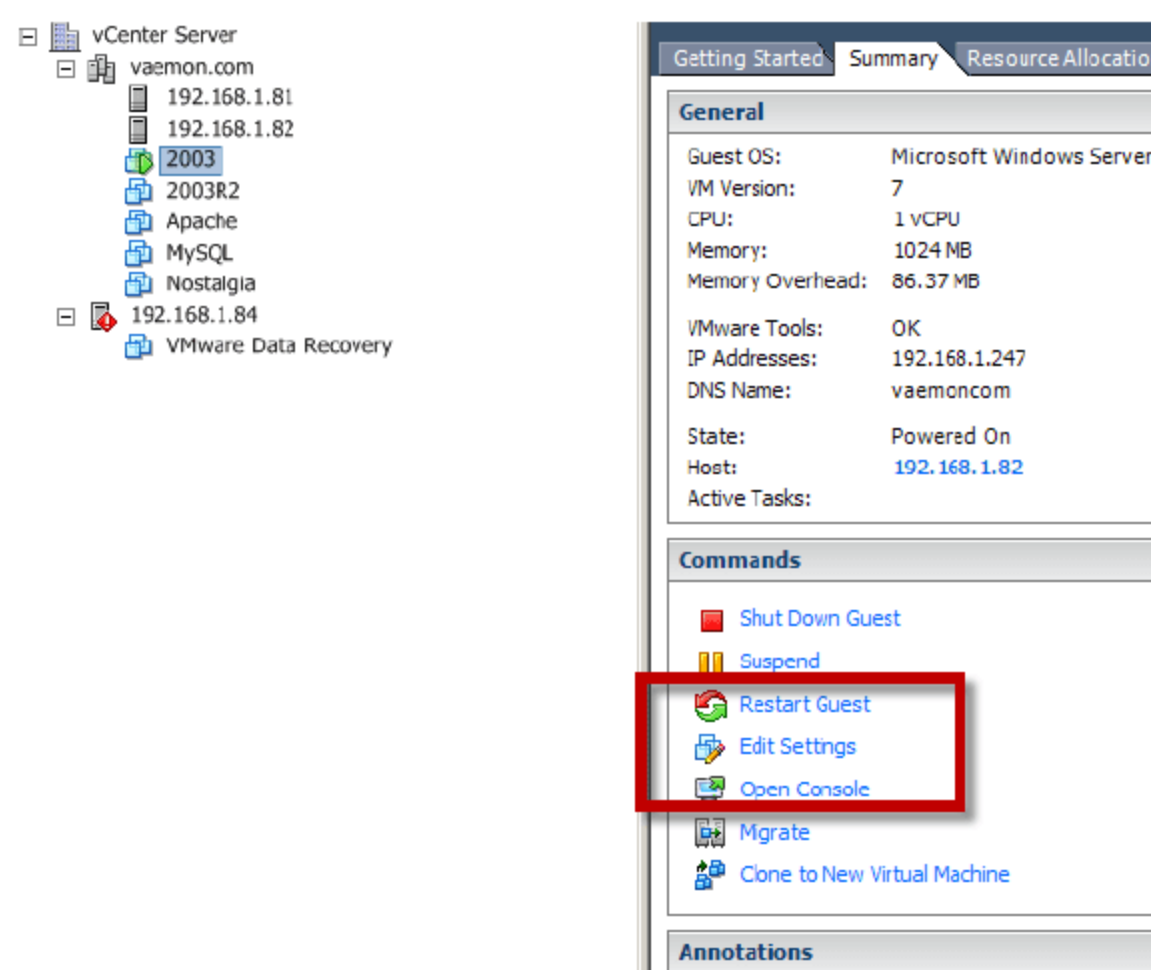 vCenter Server
vaemon.com
192.168.1.81
192.168.1.82
2003
2003R2
Apache
MySQL
Nostalgia
192.168.1.84
VMware Data Recovery
Getting Started Summary Resource Allocatio
General
Guest OS: Microsoft Windows Server
VM Version: 7
CPU: 1 vCPU
Memory: 1024 MB
Memory Overhead: 86.37 MB
VMware Tools: OK
IP Addresses: 192.168.1.247
DNS Name: vaemoncom
State: Powered On
Host: 192.168.1.82
Active Tasks:
Commands
Shut Down Guest
Suspend
Restart Guest
Edit Settings
Open Console
Migrate
Clone to New Virtual Machine
Annotations